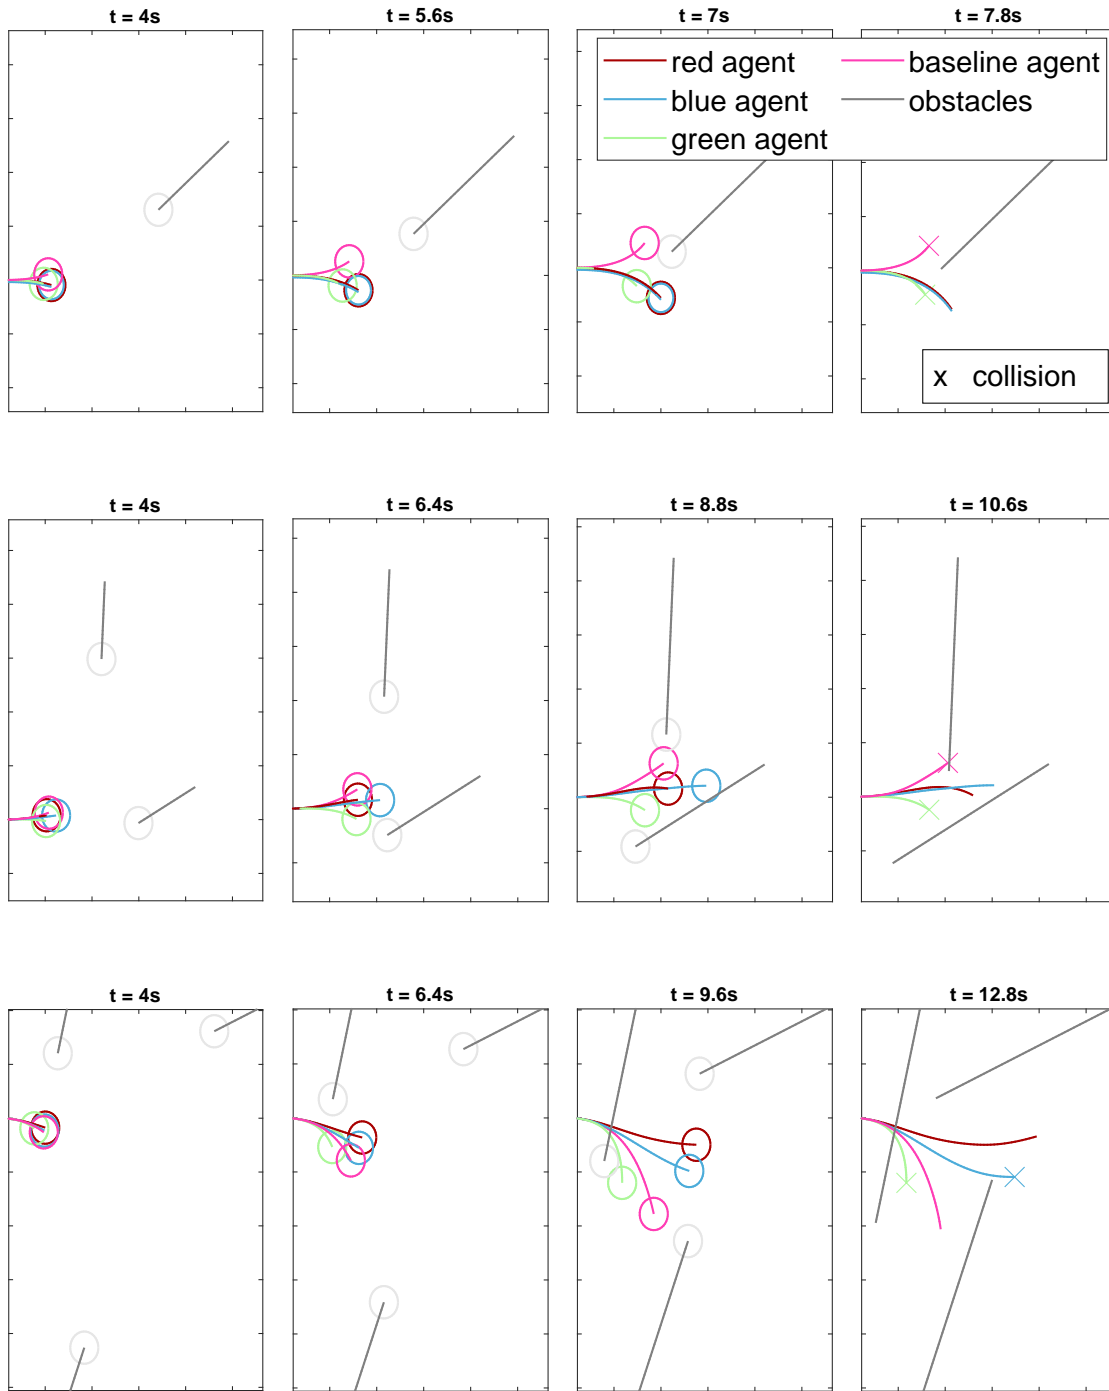 t = 4s
t = 5.6s
t = 7s
t = 7.8s
red agent
baseline agent
blue agent
obstacles
green agent
x collision
t = 4s
t = 6.4s
t = 8.8s
t = 10.6s
t = 4s
t = 6.4s
t = 9.6s
t = 12.8s